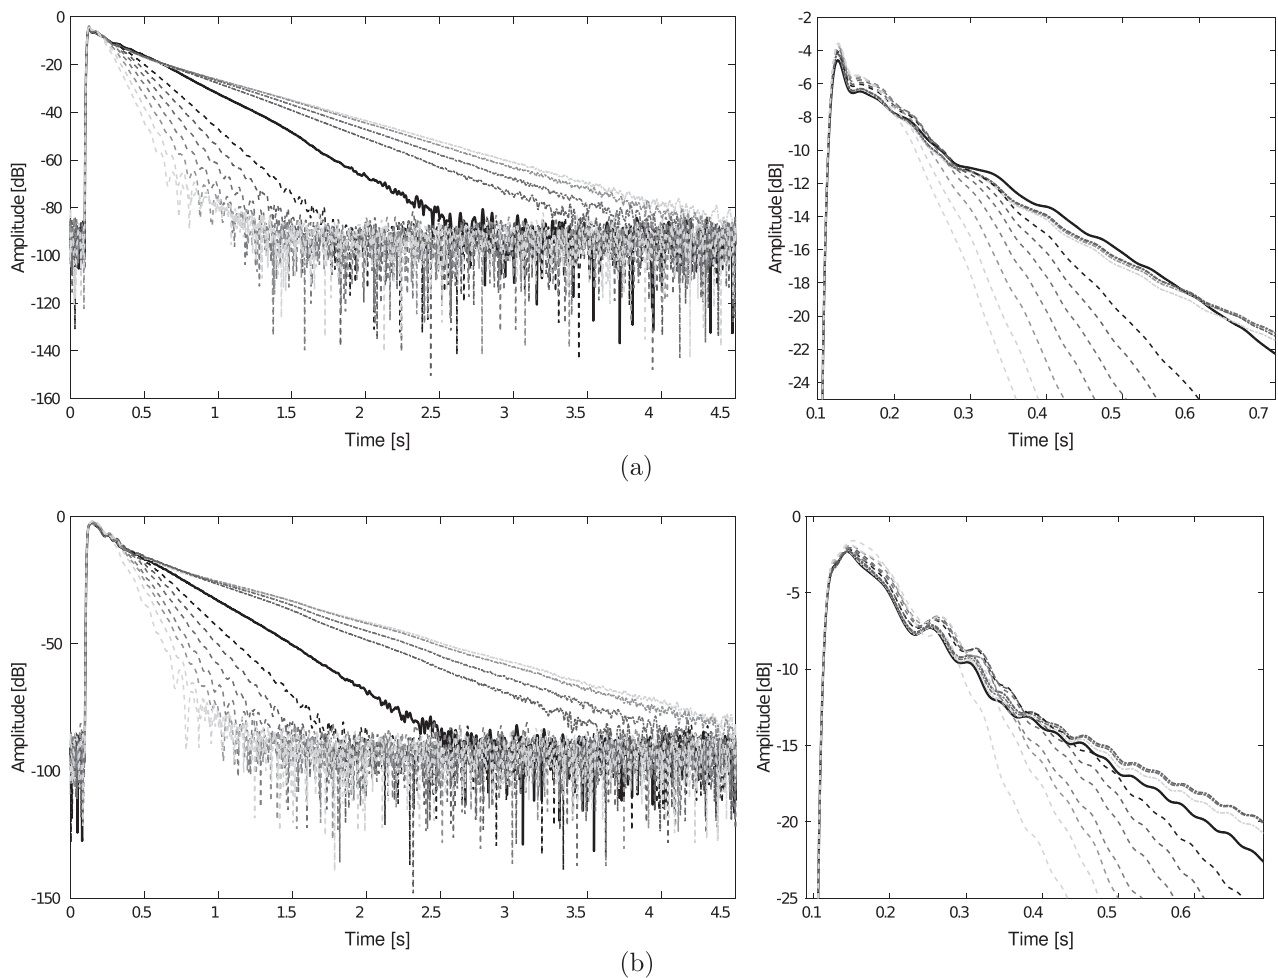 0
-20
-40
-60
-80
-100
-120
-140
-160
Amplitude [dB]
0 0.5 1 1.5 2 2.5 3 3.5 4 4.5
Time [s]
-2
-4
-6
-8
-10
-12
-14
-16
-18
-20
-22
-24
Amplitude [dB]
0.1 0.2 0.3 0.4 0.5 0.6 0.7
Time [s]
(a)
0
-50
-100
-150
Amplitude [dB]
0 0.5 1 1.5 2 2.5 3 3.5 4 4.5
Time [s]
0
-5
-10
-15
-20
-25
Amplitude [dB]
0.1 0.2 0.3 0.4 0.5 0.6
Time [s]
(b)